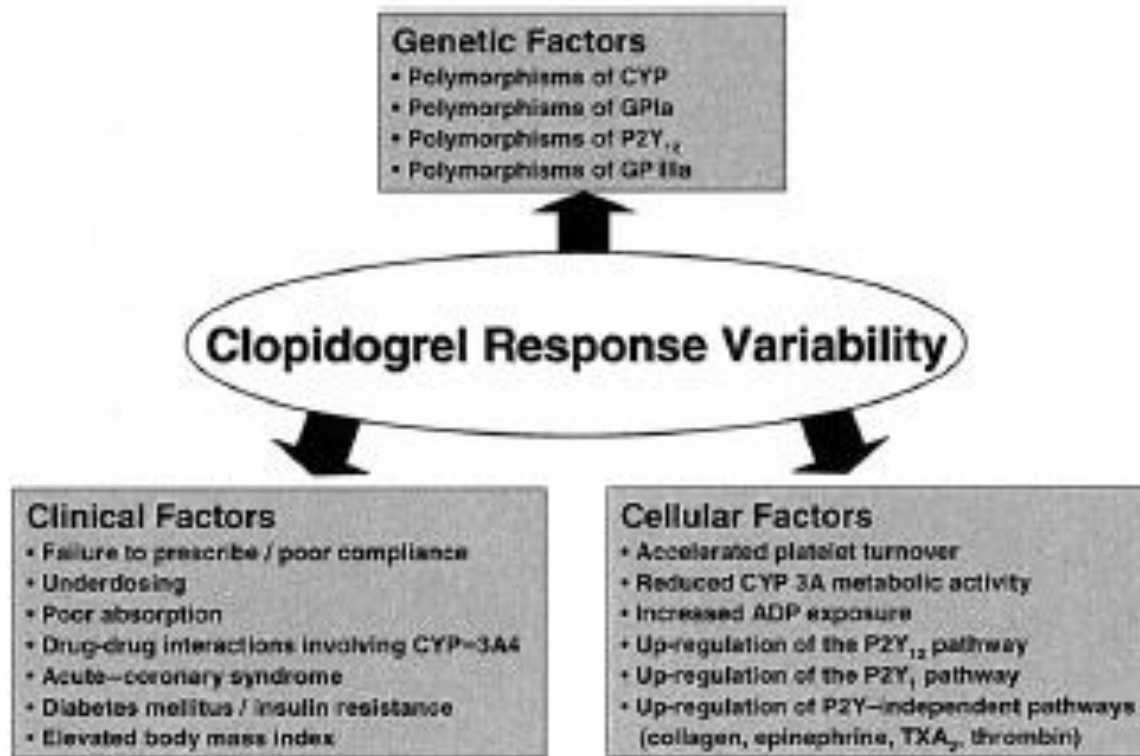 Genetic Factors
• Polymorphisms of CYP
• Polymorphisms of GPIa
• Polymorphisms of P2Y₁₂
• Polymorphisms of GP IIIa
Clopidogrel Response Variability
Clinical Factors
• Failure to prescribe / poor compliance
• Underdosing
• Poor absorption
• Drug-drug interactions involving CYP–3A4
• Acute–coronary syndrome
• Diabetes mellitus / insulin resistance
• Elevated body mass index
Cellular Factors
• Accelerated platelet turnover
• Reduced CYP 3A metabolic activity
• Increased ADP exposure
• Up-regulation of the P2Y₁₂ pathway
• Up-regulation of the P2Y₁ pathway
• Up-regulation of P2Y–independent pathways
(collagen, epinephrine, TXA₂, thrombin)